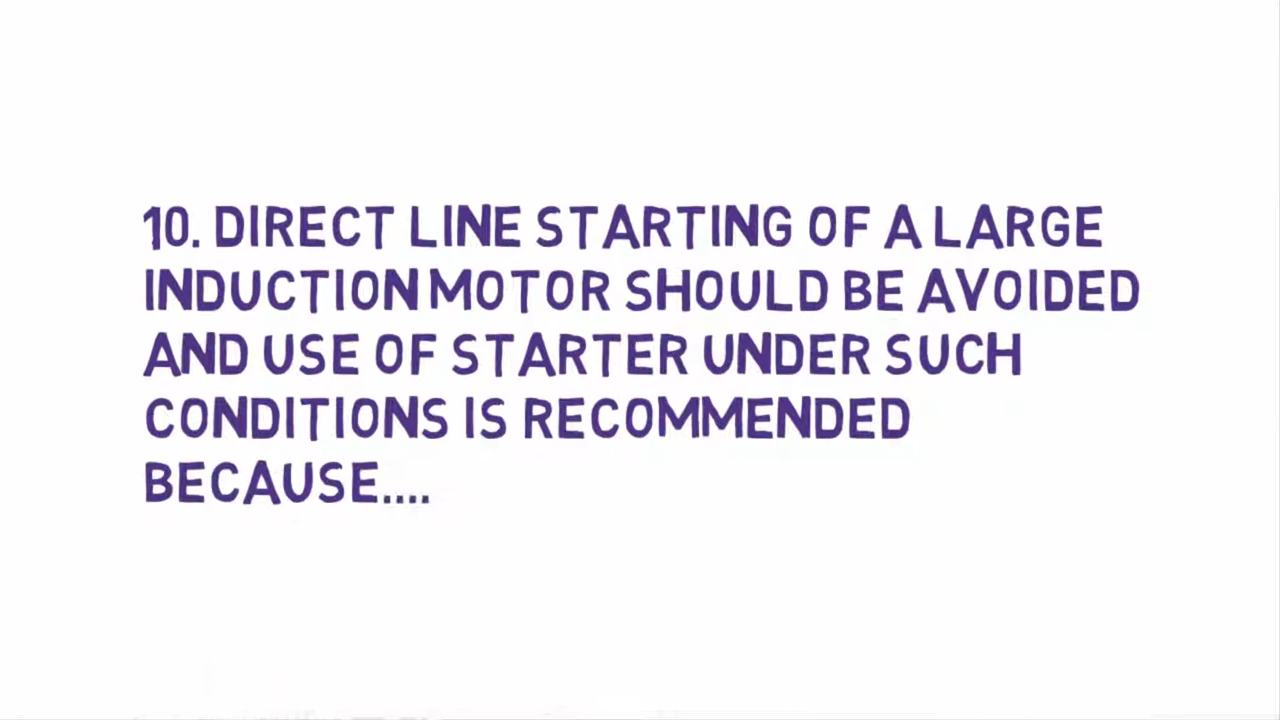 10. DIRECT LINE STARTING OF A LARGE
INDUCTION MOTOR SHOULD BE AVOIDED
AND USE OF STARTER UNDER SUCH
CONDITIONS IS RECOMMENDED
BECAUSE....